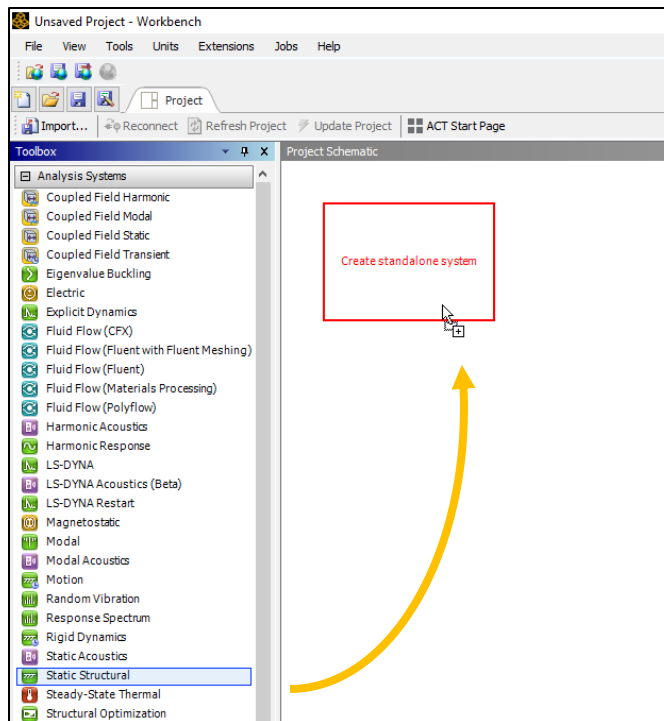 Unsaved Project - Workbench
File View Tools Units Extensions Jobs Help
Project
Import... Reconnect Refresh Project Update Project ACT Start Page
Toolbox
Project Schematic
Analysis Systems
Coupled Field Harmonic
Coupled Field Modal
Coupled Field Static
Coupled Field Transient
Eigenvalue Buckling
Electric
Explicit Dynamics
Fluid Flow (CFX)
Fluid Flow (Fluent with Fluent Meshing)
Fluid Flow (Fluent)
Fluid Flow (Materials Processing)
Fluid Flow (Polyflow)
Harmonic Acoustics
Harmonic Response
LS-DYNA
LS-DYNA Acoustics (Beta)
LS-DYNA Restart
Magnetostatic
Modal
Modal Acoustics
Motion
Random Vibration
Response Spectrum
Rigid Dynamics
Static Acoustics
Static Structural
Steady-State Thermal
Structural Optimization
Create standalone system